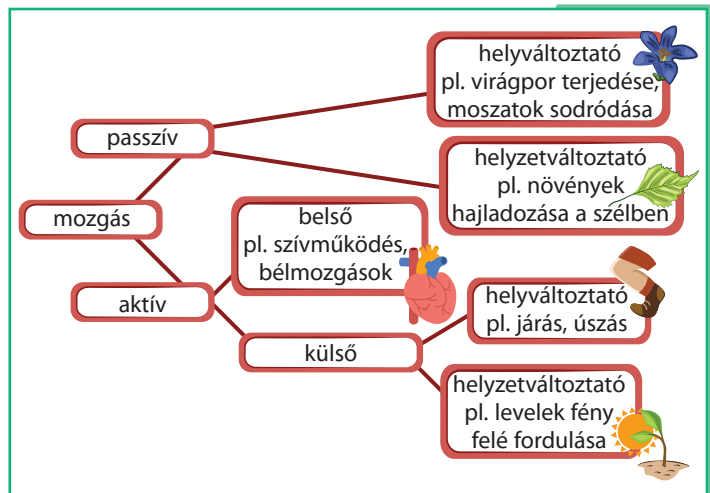 helyváltoztató
pl. virágpor terjedése,
moszatok sodródása
passzív
helyzetváltoztató
pl. növények
hajladozása a szélben
mozgás
belső
pl. szívműködés,
bélmozgások
aktív
helyváltoztató
pl. járás, úszás
külső
helyzetváltoztató
pl. levelek fény
felé fordulása